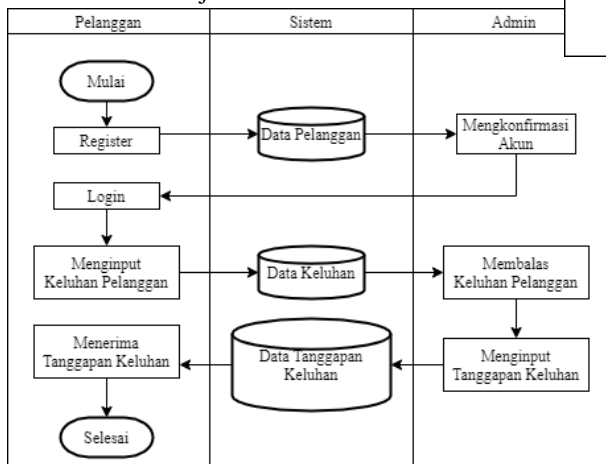 Pelanggan
Sistem
Admin
Mulai
Register
Data Pelanggan
Mengkonfirmasi
Akun
Login
Menginput
Keluhan Pelanggan
Data Keluhan
Membalas
Keluhan Pelanggan
Menerima
Tanggapan Keluhan
Data Tanggapan
Keluhan
Menginput
Tanggapan Keluhan
Selesai